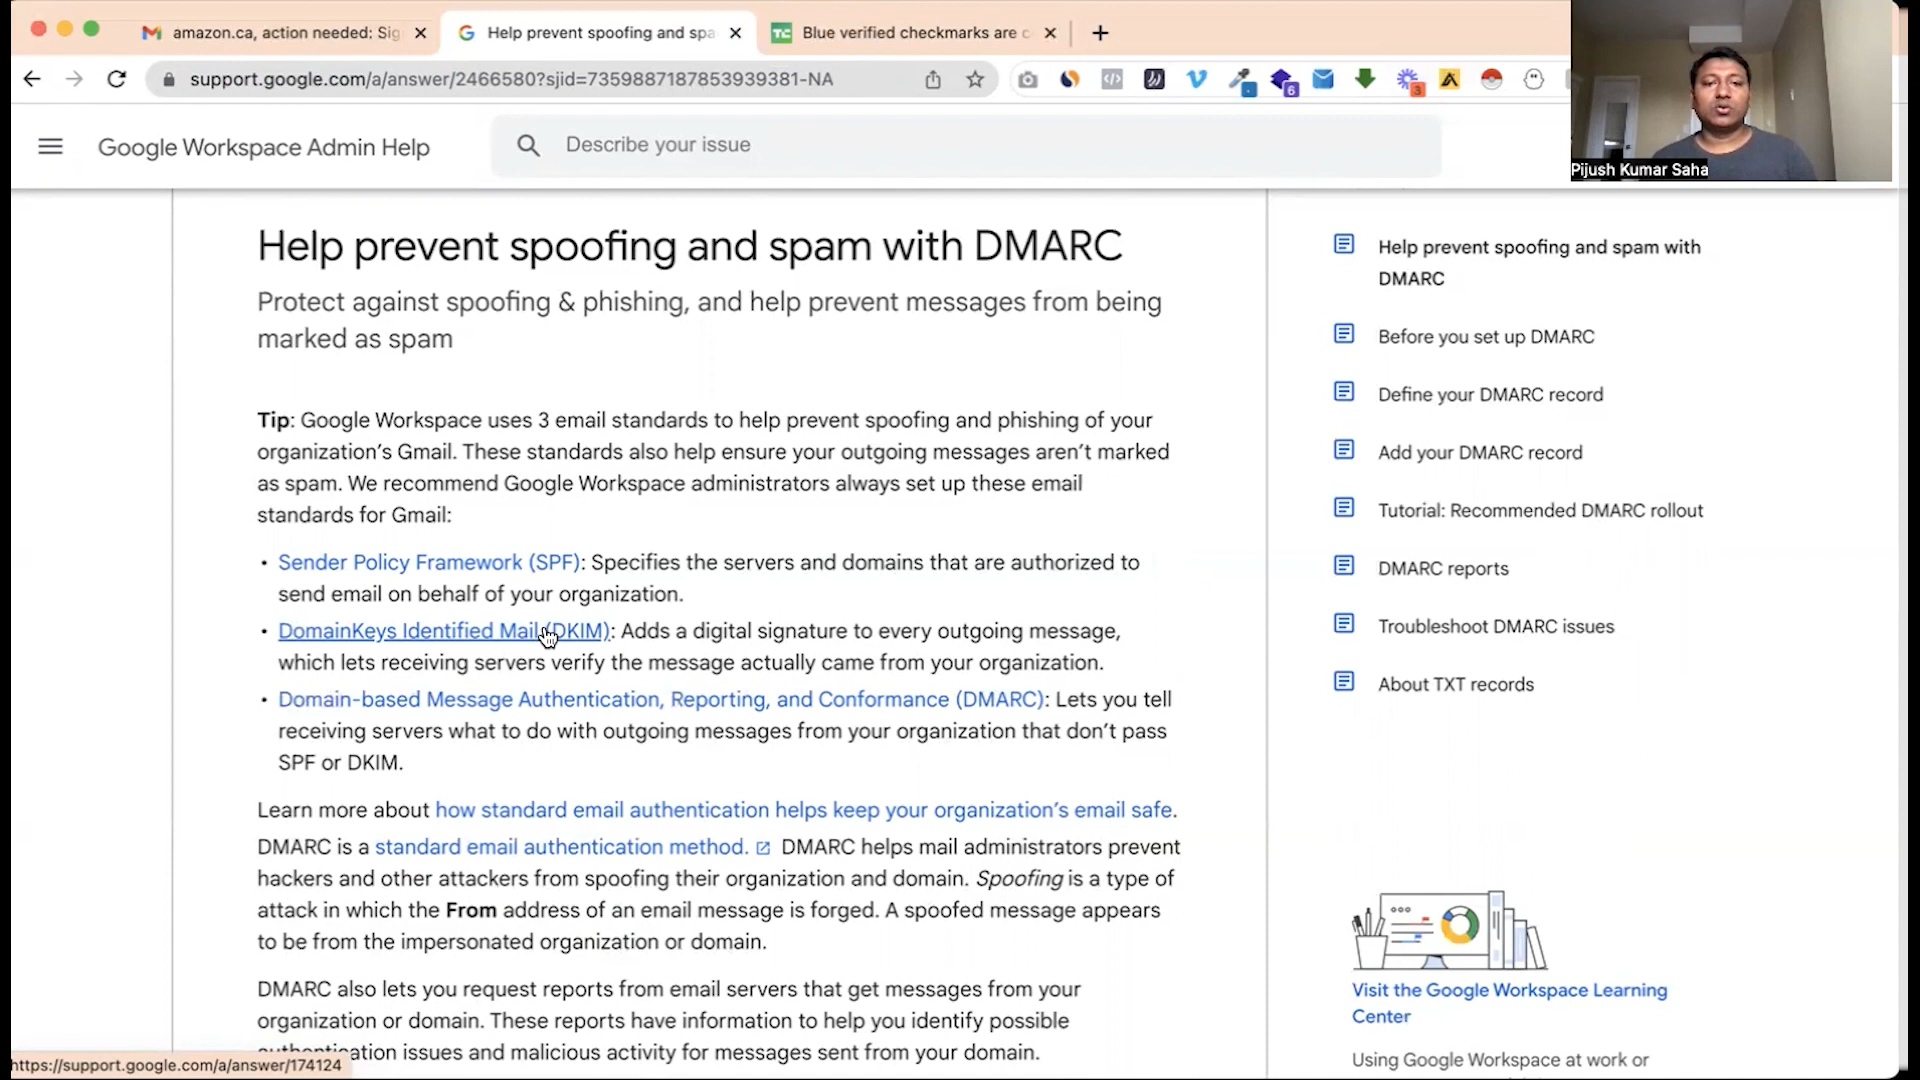 amazon.ca, action needed: Sig
Help prevent spoofing and spa
Blue verified checkmarks are c
support.google.com/a/answer/2466580?sjid=7359887187853939381-NA
6
3
Pijush Kumar Saha
Google Workspace Admin Help
Describe your issue
Help prevent spoofing and spam with DMARC
Protect against spoofing & phishing, and help prevent messages from being
marked as spam
Tip: Google Workspace uses 3 email standards to help prevent spoofing and phishing of your
organization's Gmail. These standards also help ensure your outgoing messages aren't marked
as spam. We recommend Google Workspace administrators always set up these email
standards for Gmail:
• Sender Policy Framework (SPF): Specifies the servers and domains that are authorized to
send email on behalf of your organization.
• DomainKeys Identified Mail (DKIM): Adds a digital signature to every outgoing message,
which lets receiving servers verify the message actually came from your organization.
• Domain-based Message Authentication, Reporting, and Conformance (DMARC): Lets you tell
receiving servers what to do with outgoing messages from your organization that don't pass
SPF or DKIM.
Learn more about how standard email authentication helps keep your organization's email safe.
DMARC is a standard email authentication method. DMARC helps mail administrators prevent
hackers and other attackers from spoofing their organization and domain. Spoofing is a type of
attack in which the From address of an email message is forged. A spoofed message appears
to be from the impersonated organization or domain.
DMARC also lets you request reports from email servers that get messages from your
organization or domain. These reports have information to help you identify possible
authentication issues and malicious activity for messages sent from your domain.
https://support.google.com/a/answer/174124
Help prevent spoofing and spam with
DMARC
Before you set up DMARC
Define your DMARC record
Add your DMARC record
Tutorial: Recommended DMARC rollout
DMARC reports
Troubleshoot DMARC issues
About TXT records
Visit the Google Workspace Learning
Center
Using Google Workspace at work or